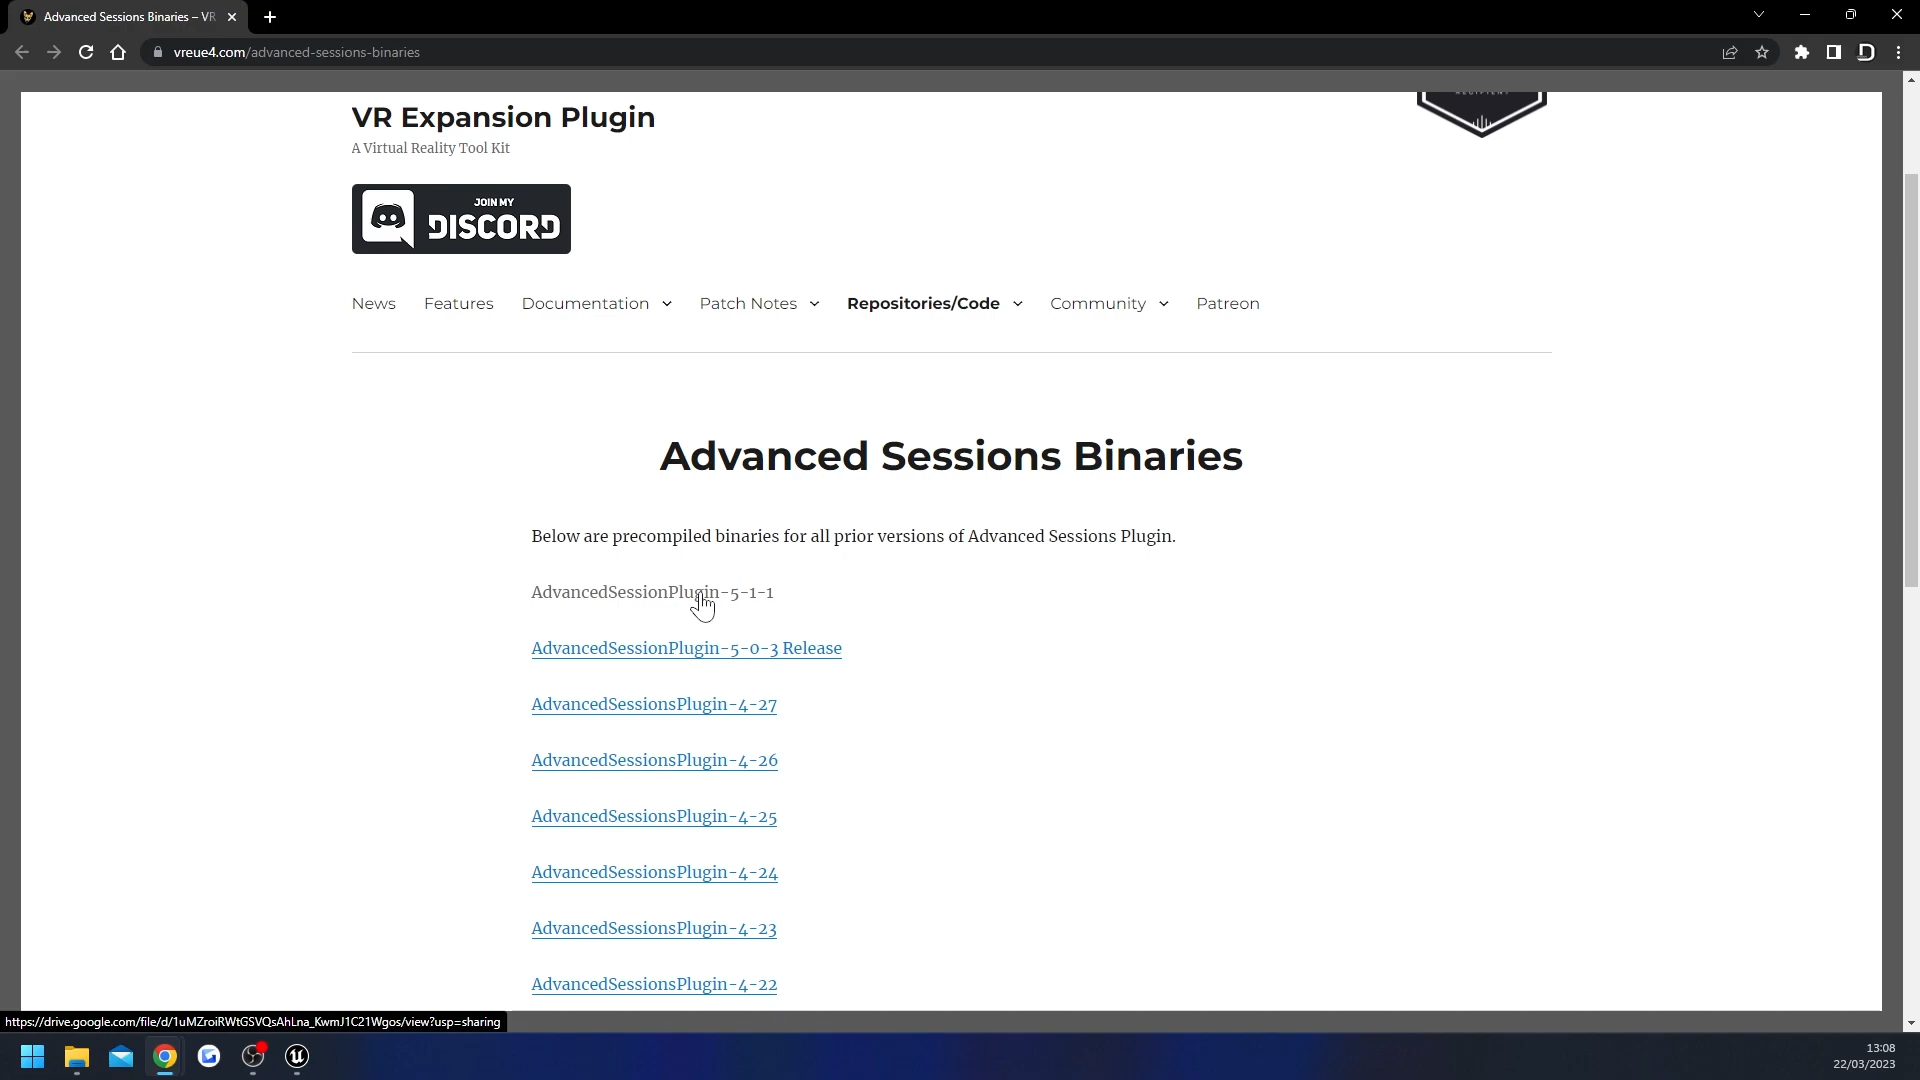 Advanced Sessions Binaries – VR
vreue4.com/advanced-sessions-binaries
VR Expansion Plugin
A Virtual Reality Tool Kit
JOIN MY
DISCORD
News Features Documentation Patch Notes Repositories/Code Community Patreon
Advanced Sessions Binaries
Below are precompiled binaries for all prior versions of Advanced Sessions Plugin.
AdvancedSessionPlugin-5-1-1
AdvancedSessionPlugin-5-0-3 Release
AdvancedSessionsPlugin-4-27
AdvancedSessionsPlugin-4-26
AdvancedSessionsPlugin-4-25
AdvancedSessionsPlugin-4-24
AdvancedSessionsPlugin-4-23
AdvancedSessionsPlugin-4-22
https://drive.google.com/file/d/1uMZroiRWtGSVQsAhLna_KwmJ1C21Wgos/view?usp=sharing
13:08
22/03/2023